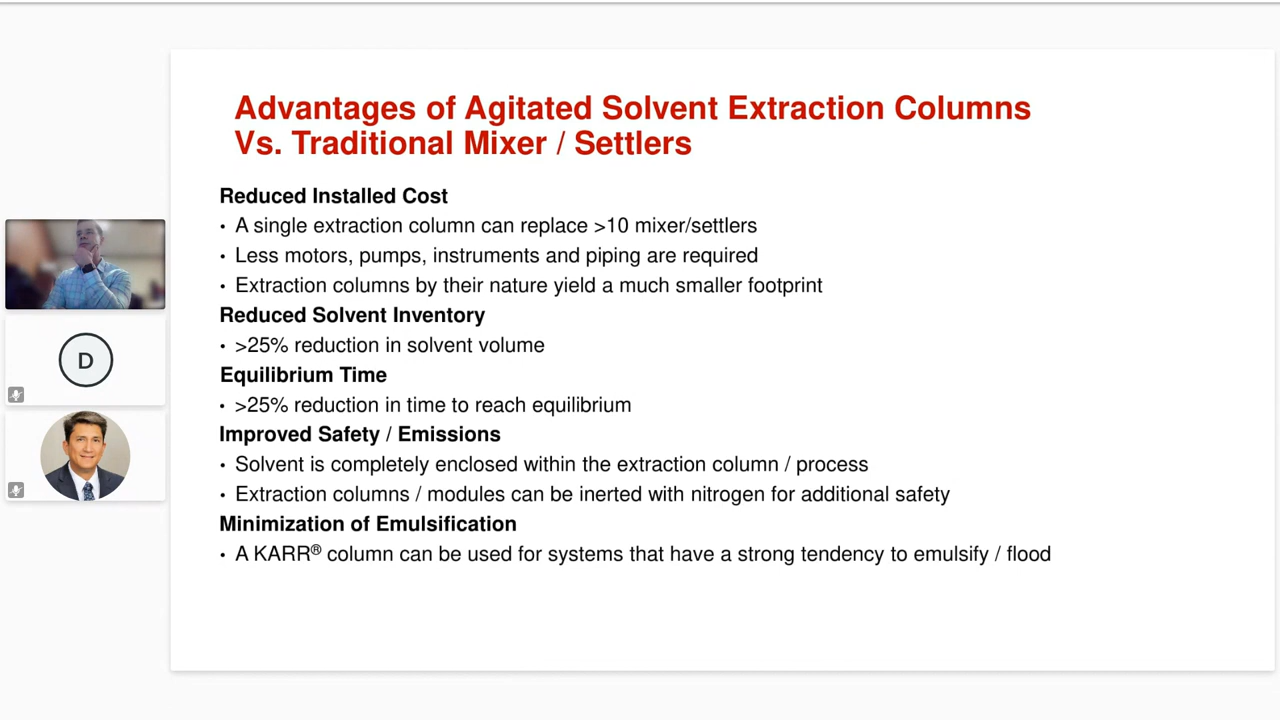 Advantages of Agitated Solvent Extraction Columns
Vs. Traditional Mixer / Settlers
Reduced Installed Cost
• A single extraction column can replace >10 mixer/settlers
• Less motors, pumps, instruments and piping are required
• Extraction columns by their nature yield a much smaller footprint
Reduced Solvent Inventory
• >25% reduction in solvent volume
Equilibrium Time
• >25% reduction in time to reach equilibrium
Improved Safety / Emissions
• Solvent is completely enclosed within the extraction column / process
• Extraction columns / modules can be inerted with nitrogen for additional safety
Minimization of Emulsification
• A KARR® column can be used for systems that have a strong tendency to emulsify / flood
D